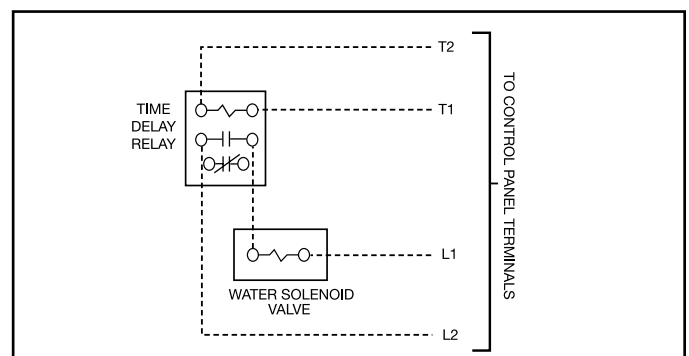 T2
TIME
DELAY
RELAY
T1
L1
WATER SOLENOID
VALVE
L2
TO CONTROL PANEL TERMINALS